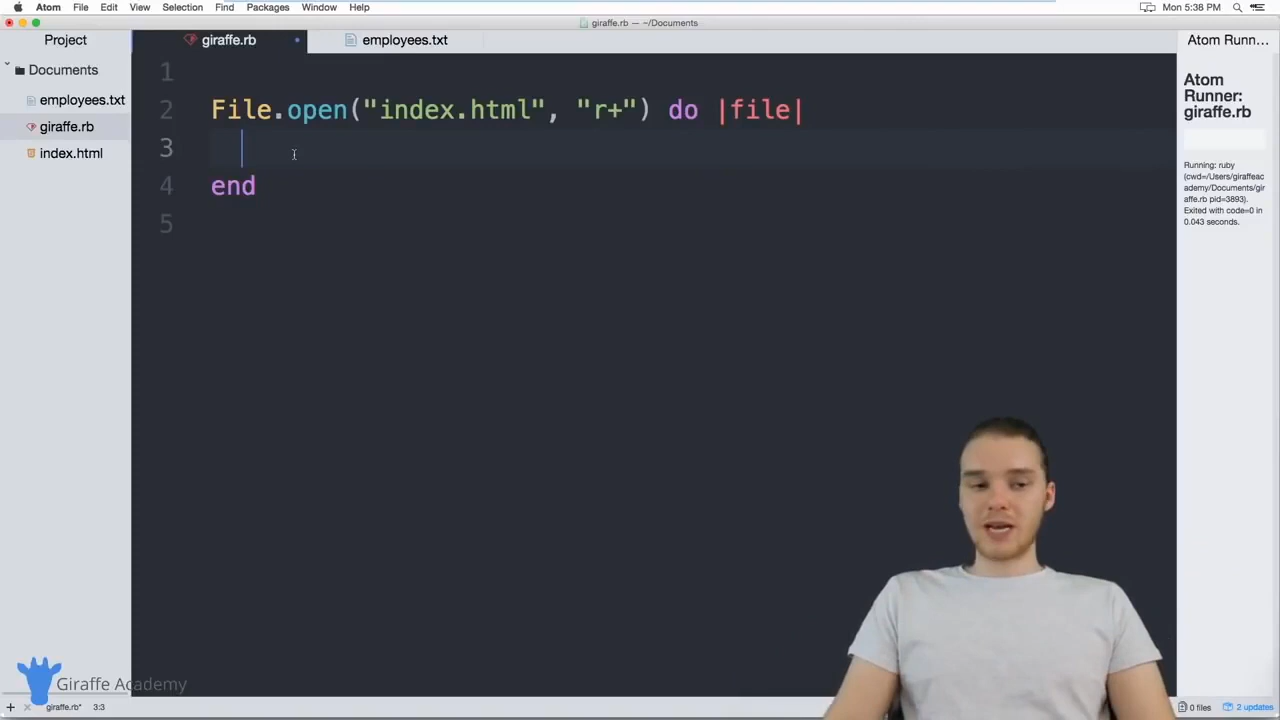 Atom File Edit View Selection Find Packages Window Help
Mon 5:38 PM
giraffe.rb — ~/Documents
Project
giraffe.rb
employees.txt
Atom Runn…
Documents
employees.txt
giraffe.rb
index.html
1
2 File.open("index.html", "r+") do |file|
3
4 end
5
Atom
Runner:
giraffe.rb
Running: ruby
(cwd=/Users/giraffeac
ademy/Documents/gir
affe.rb pid=3893).
Exited with code=0 in
0.043 seconds.
Giraffe Academy
giraffe.rb* 3:3
0 files
2 updates